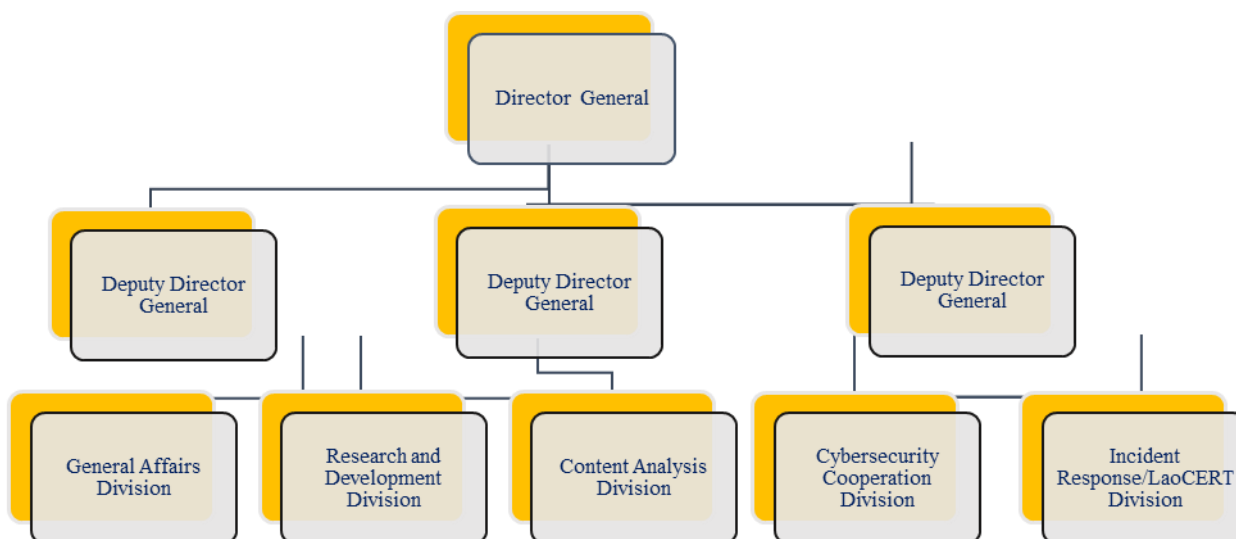 Director General
Deputy Director
General
Deputy Director
General
Deputy Director
General
General Affairs
Division
Research and
Development
Division
Content Analysis
Division
Cybersecurity
Cooperation
Division
Incident
Response/LaoCERT
Division